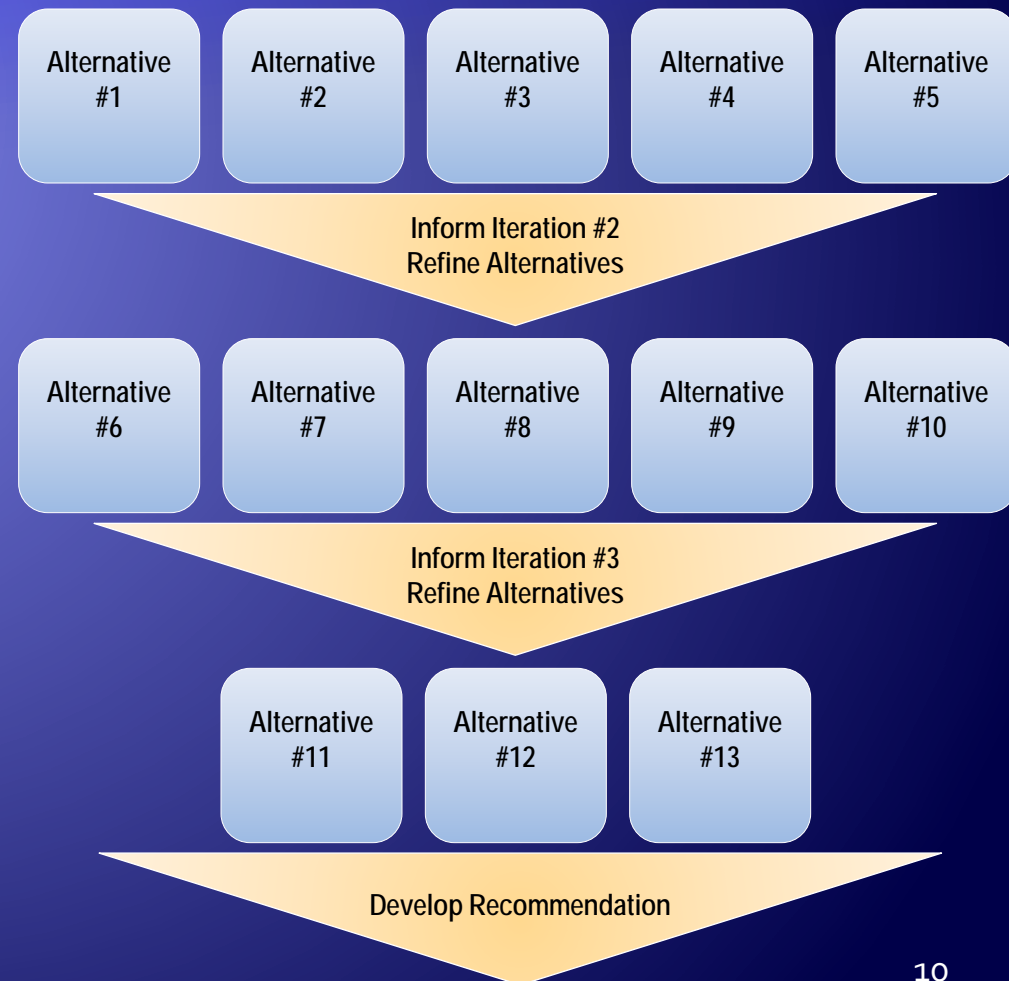 Alternative
#1
Alternative
#2
Alternative
#3
Alternative
#4
Alternative
#5
Inform Iteration #2
Refine Alternatives
Alternative
#6
Alternative
#7
Alternative
#8
Alternative
#9
Alternative
#10
Inform Iteration #3
Refine Alternatives
Alternative
#11
Alternative
#12
Alternative
#13
Develop Recommendation
10